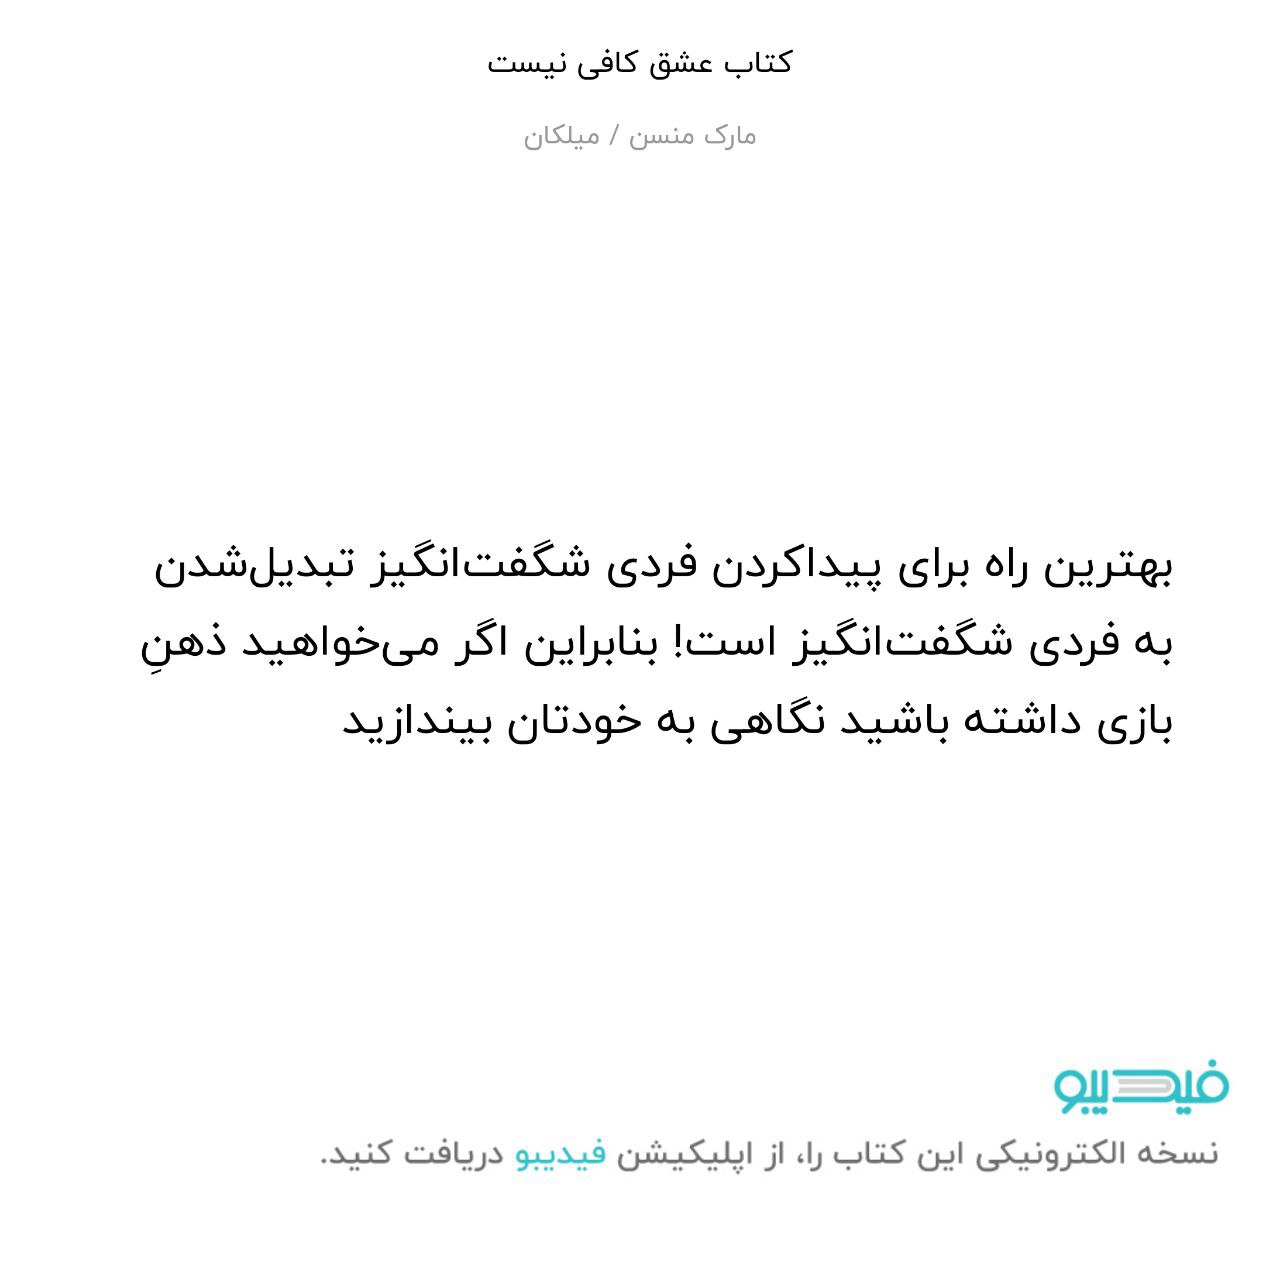 کتاب عشق کافی نیست
مارک منسن / میلکان
بهترین راه برای پیداکردن فردی شگفت‌انگیز تبدیل‌شدن
به فردی شگفت‌انگیز است! بنابراین اگر می‌خواهید ذهنِ
بازی داشته باشید نگاهی به خودتان بیندازید
فیدیبو
نسخه الکترونیکی این کتاب را، از اپلیکیشن فیدیبو دریافت کنید.